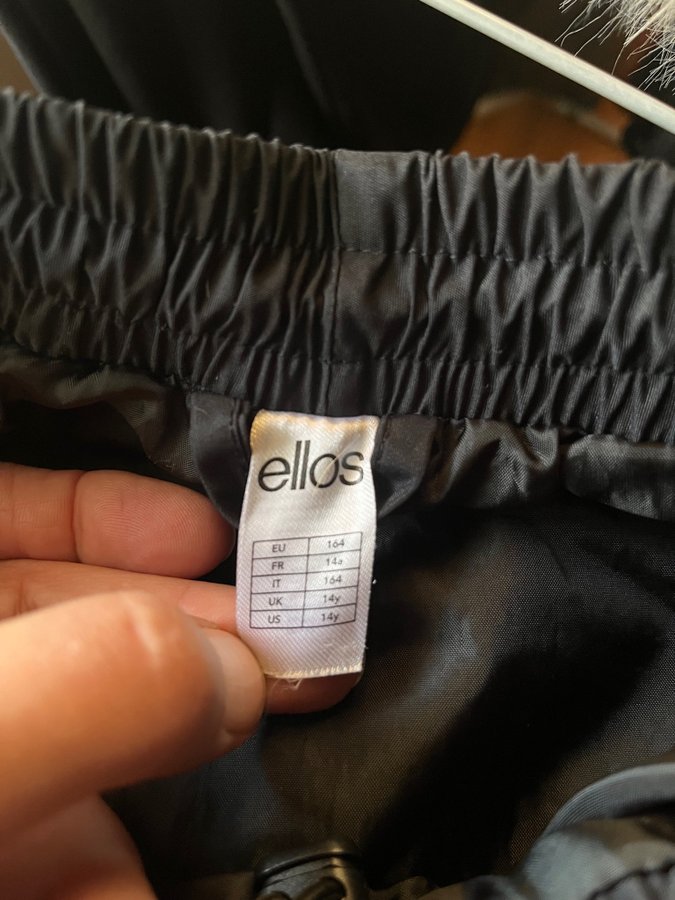 ellos
EU 164
FR 14a
IT 164
UK 14y
US 14y